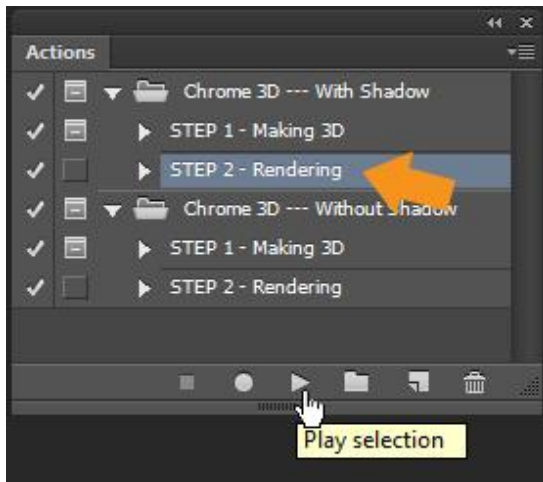 Actions
Chrome 3D --- With Shadow
STEP 1 - Making 3D
STEP 2 - Rendering
Chrome 3D --- Without Shadow
STEP 1 - Making 3D
STEP 2 - Rendering
Play selection